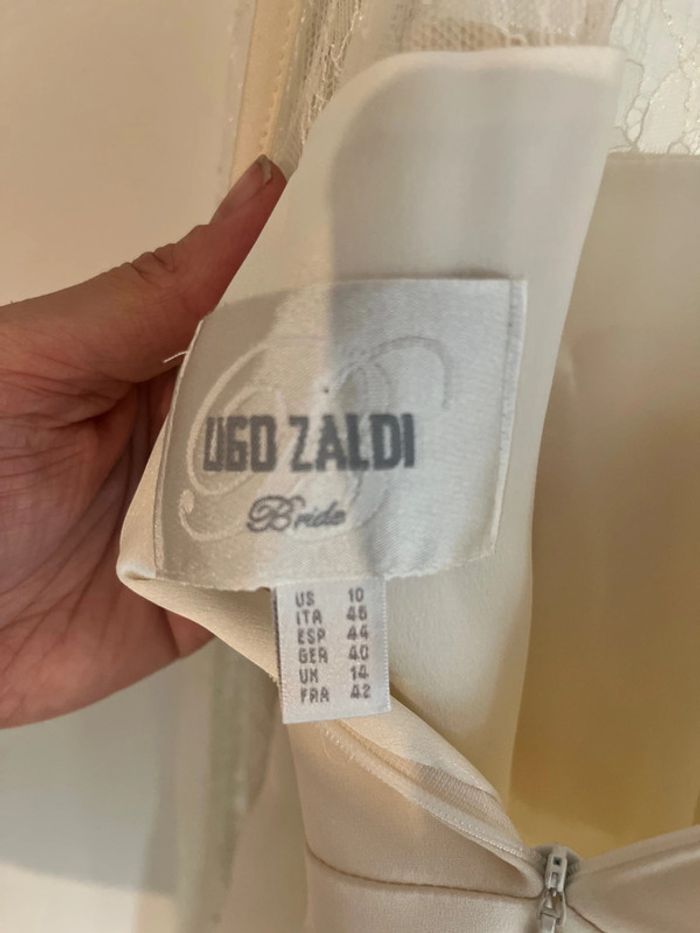 UGO ZALDI
Bride
US 10
ITA 46
ESP 44
GER 40
UK 14
FRA 42